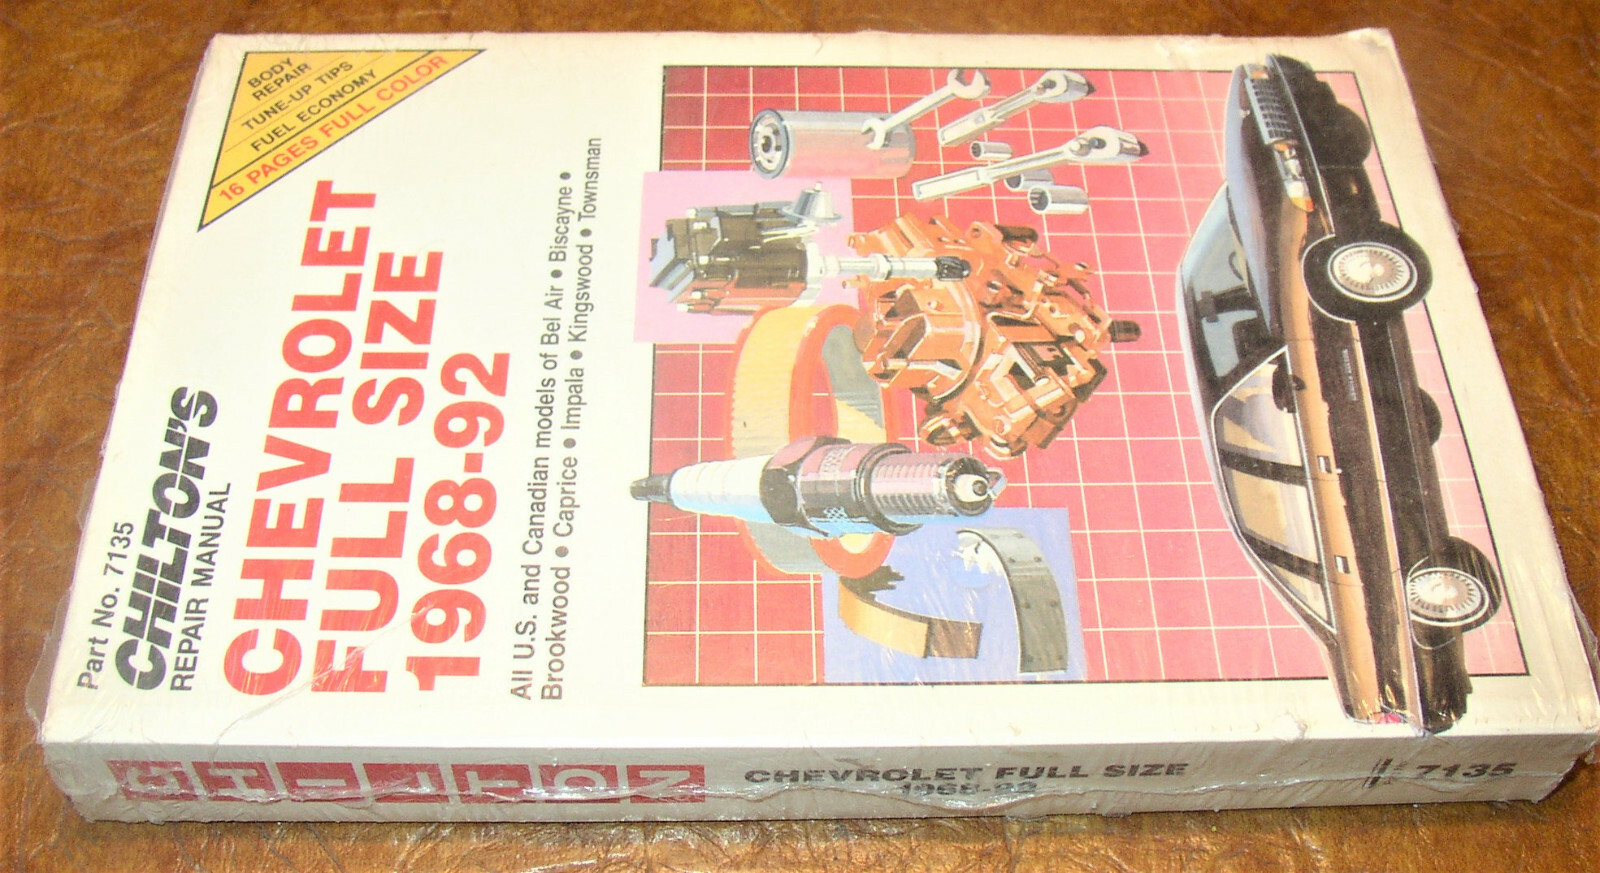 BODY
REPAIR
TUNE-UP TIPS
FUEL ECONOMY
16 PAGES FULL COLOR
Part No. 7135
CHILTON'S
REPAIR MANUAL
CHEVROLET
FULL SIZE
1968-92
All U.S. and Canadian models of Bel Air • Biscayne •
Brookwood • Caprice • Impala • Kingswood • Townsman
CHILTON
CHEVROLET FULL SIZE
1968-92
7135